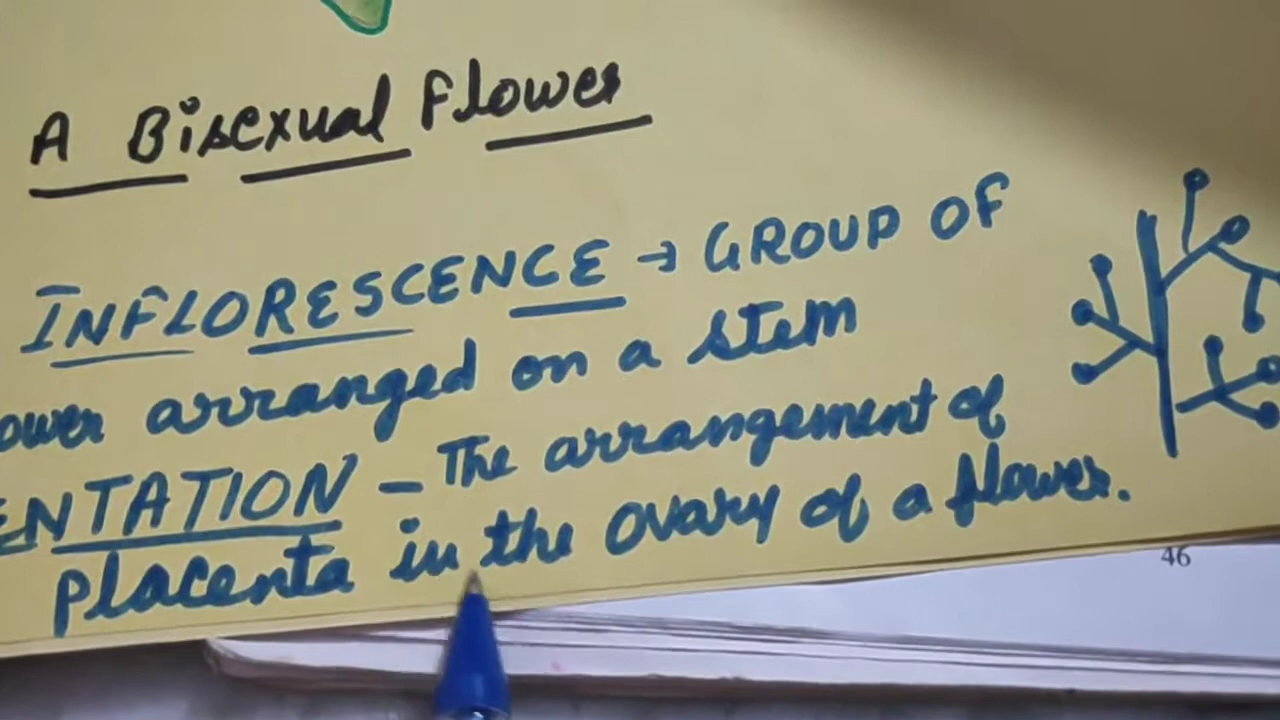 A Bisexual Flower
INFLORESCENCE → GROUP OF
ower arranged on a stem
ENTATION - The arrangement of
placenta in the ovary of a flower.
46